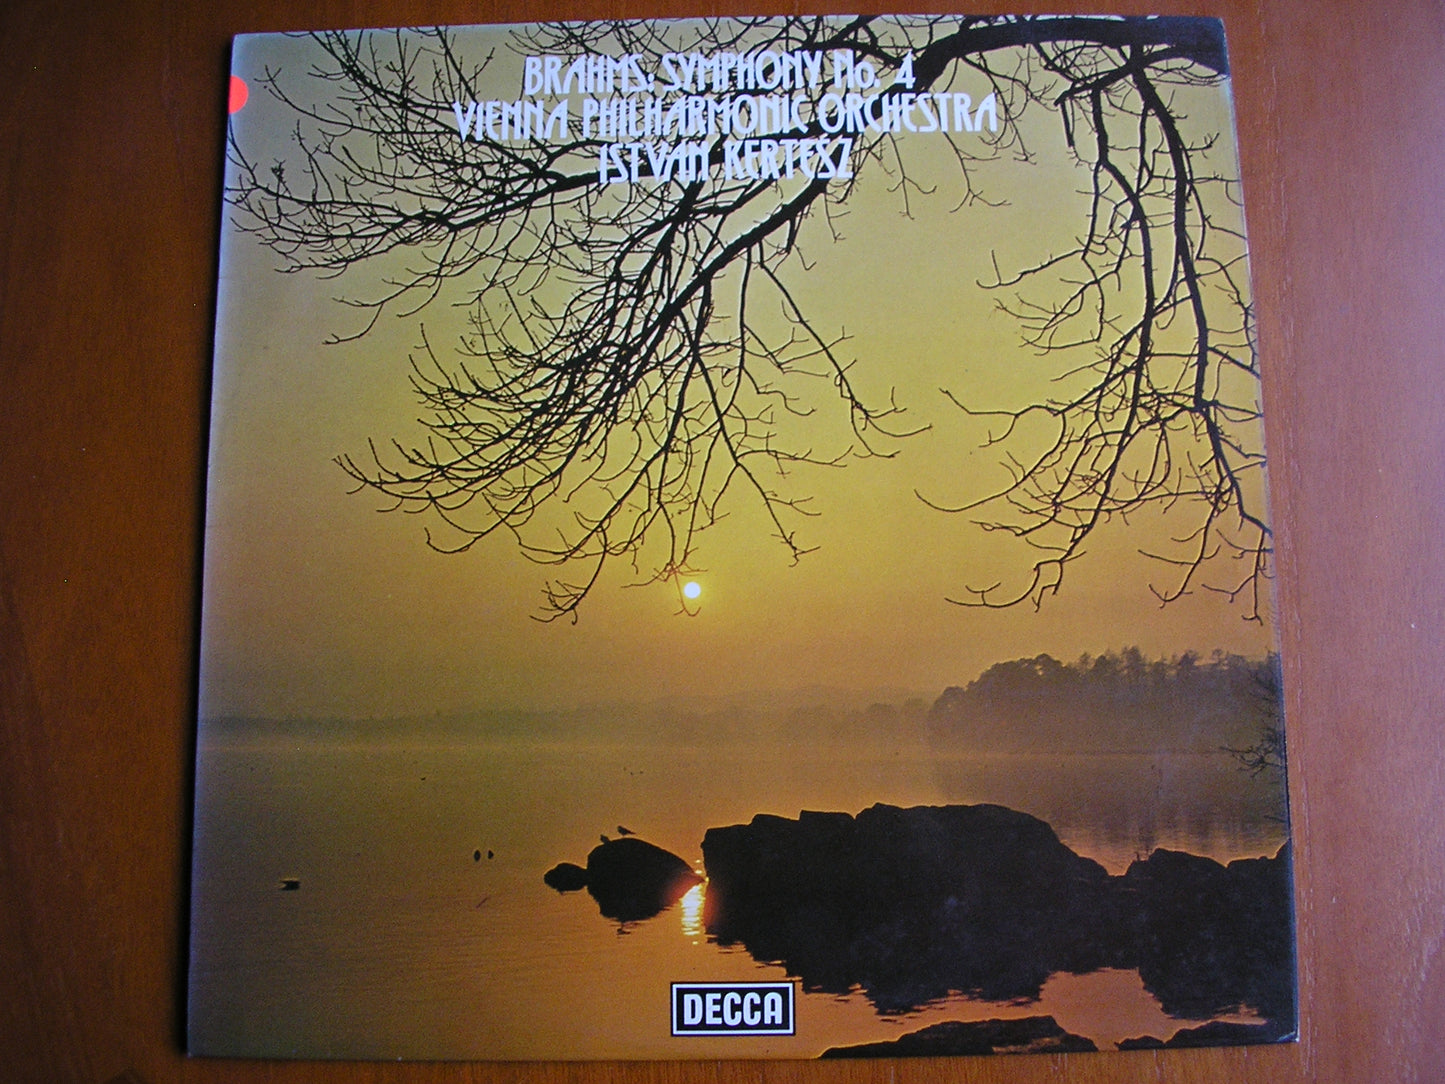 BRAHMS: SYMPHONY No. 4
VIENNA PHILHARMONIC ORCHESTRA
ISTVAN KERTESZ
DECCA